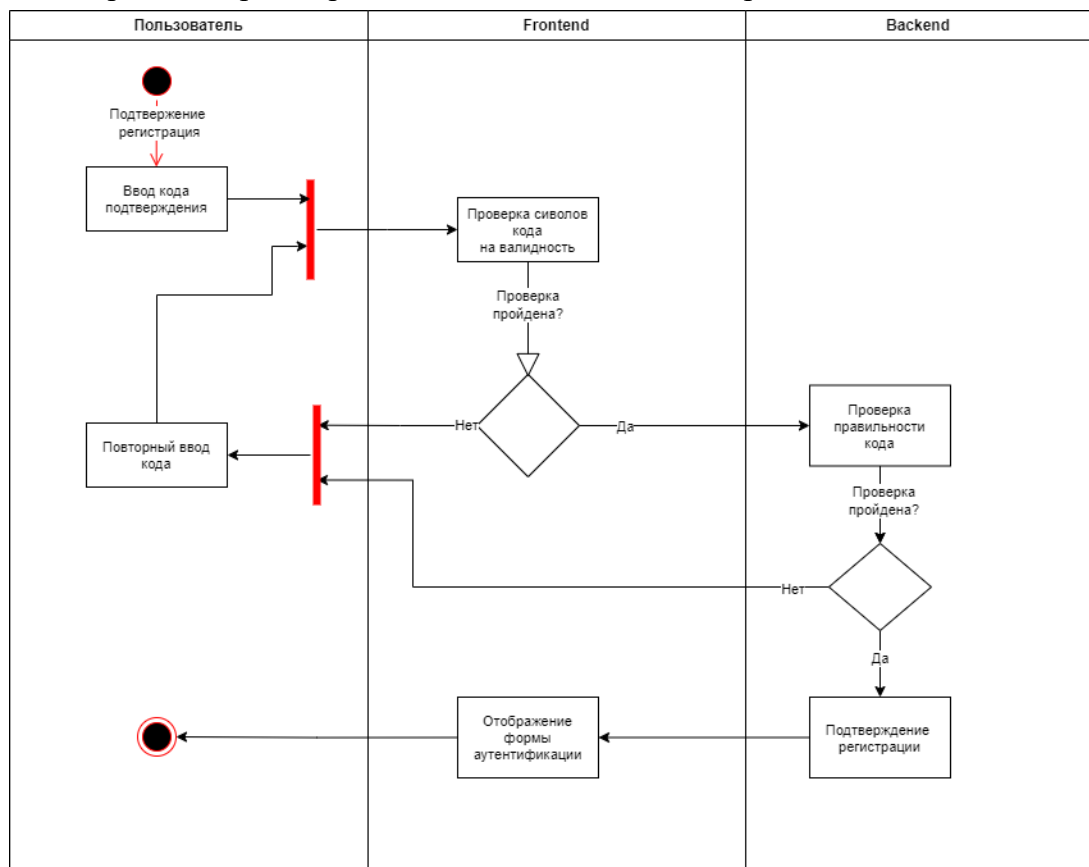 Пользователь
Frontend
Backend
Подтвержение
регистрация
Ввод кода
подтверждения
Проверка сиволов
кода
на валидность
Проверка
пройдена?
Нет
Да
Повторный ввод
кода
Проверка
правильности
кода
Проверка
пройдена?
Нет
Да
Отображение
формы
аутентификации
Подтверждение
регистрации